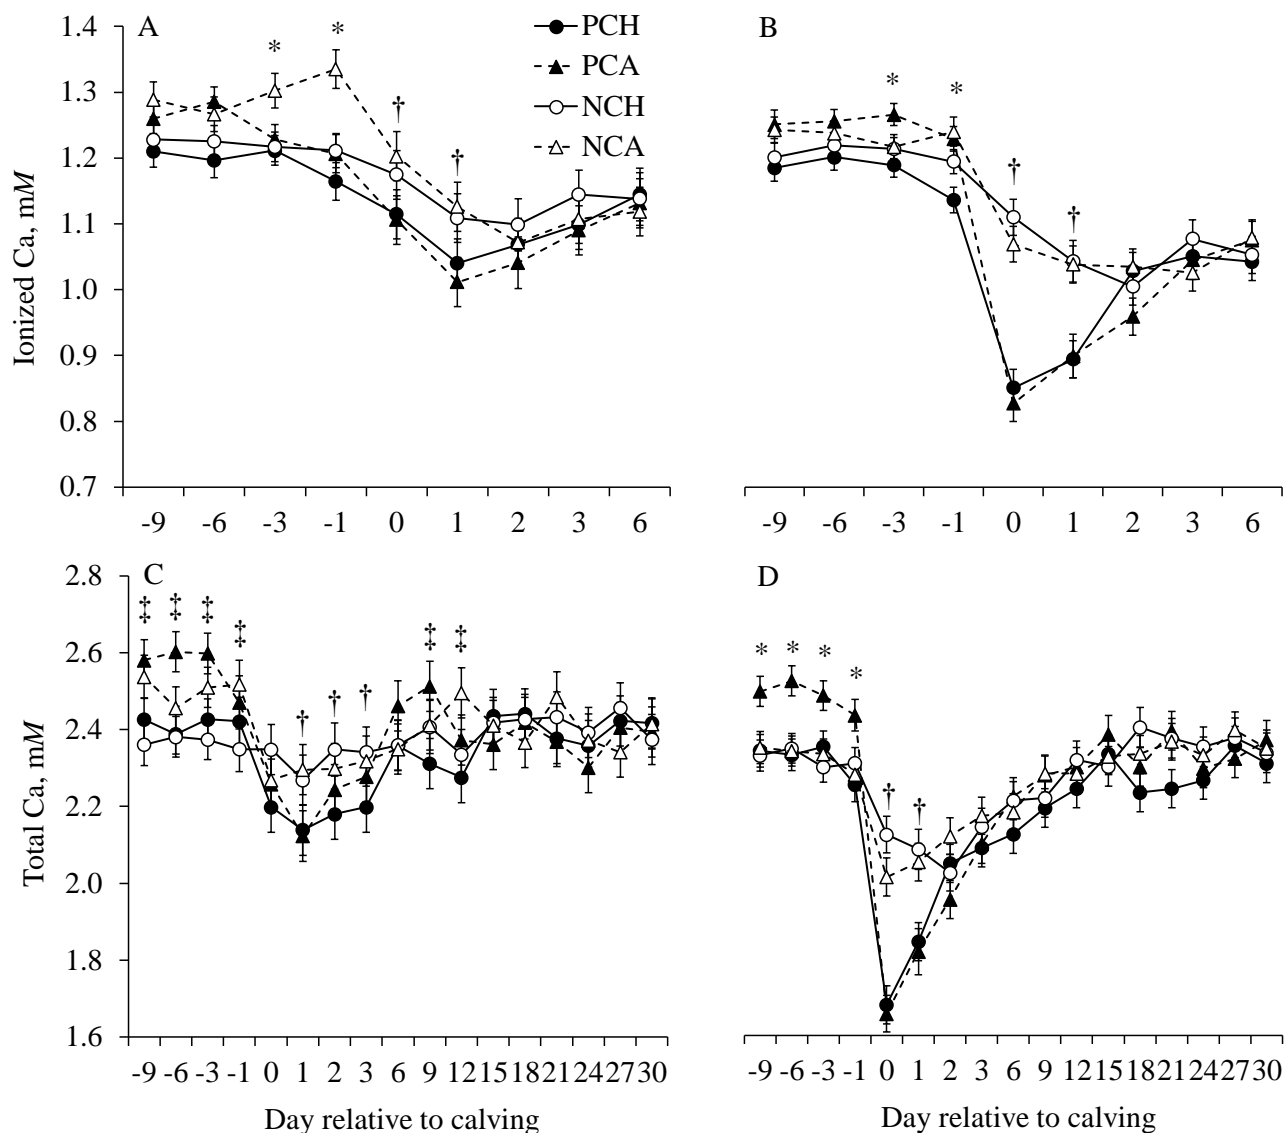 A
B
PCH
PCA
NCH
NCA
* * † †
* * † †
1.4
1.3
1.2
1.1
1.0
0.9
0.8
0.7
Ionized Ca, mM
-9 -6 -3 -1 0 1 2 3 6
-9 -6 -3 -1 0 1 2 3 6
C
D
‡ ‡ ‡ ‡ † † † ‡ ‡
* * * * † †
2.8
2.6
2.4
2.2
2.0
1.8
1.6
Total Ca, mM
-9 -6 -3 -1 0 1 2 3 6 9 12 15 18 21 24 27 30
-9 -6 -3 -1 0 1 2 3 6 9 12 15 18 21 24 27 30
Day relative to calving
Day relative to calving